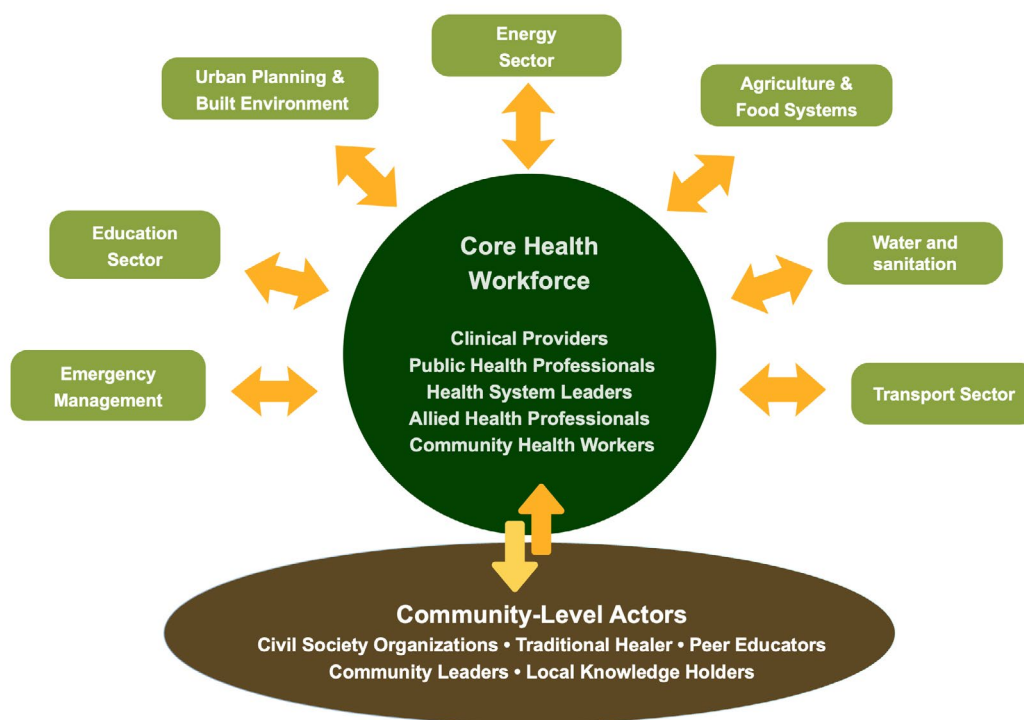 Energy
Sector
Urban Planning &
Built Environment
Agriculture &
Food Systems
Education
Sector
Water and
sanitation
Emergency
Management
Transport Sector
Core Health
Workforce
Clinical Providers
Public Health Professionals
Health System Leaders
Allied Health Professionals
Community Health Workers
Community-Level Actors
Civil Society Organizations • Traditional Healer • Peer Educators
Community Leaders • Local Knowledge Holders